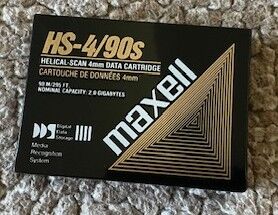 HS-4/90s
HELICAL-SCAN 4mm DATA CARTRIDGE
CARTOUCHE DE DONNÉES 4mm
90 M/295 FT.
NOMINAL CAPACITY: 2.0 GIGABYTES
maxell
DDS Digital Data Storage
Media
Recognition
System